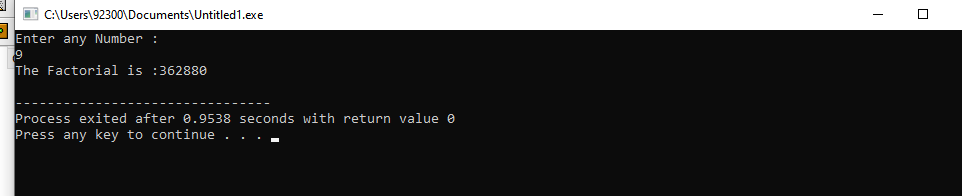 C:\Users\92300\Documents\Untitled1.exe
Enter any Number :
9
The Factorial is :362880
--------------------------------
Process exited after 0.9538 seconds with return value 0
Press any key to continue . . .